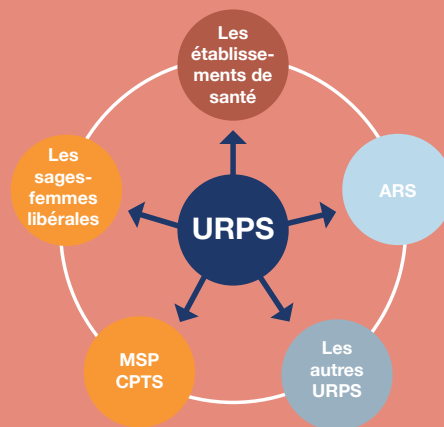 Les
établisse-
ments de
santé
Les
sages-
femmes
libérales
ARS
URPS
MSP
CPTS
Les
autres
URPS